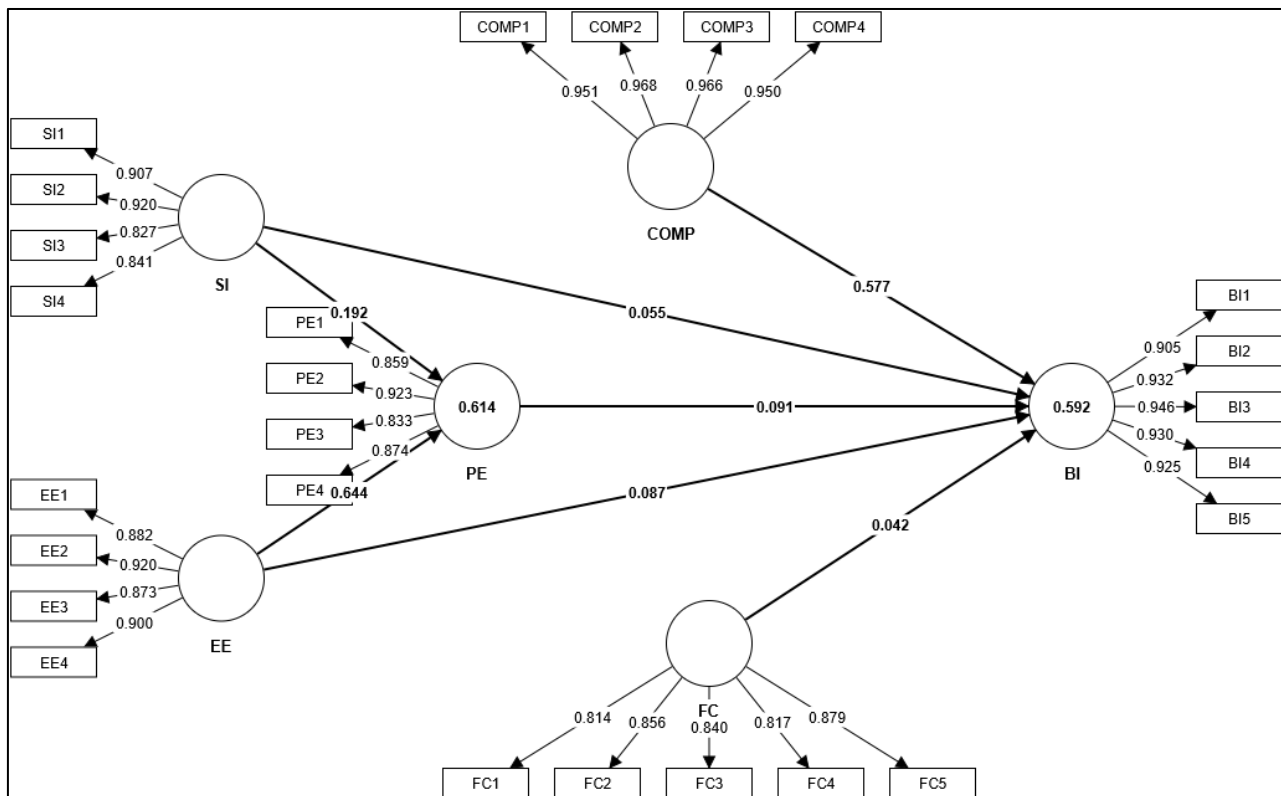 COMP1 COMP2 COMP3 COMP4
0.951 0.968 0.966 0.950
COMP
SI1
SI2
SI3
SI4
0.907
0.920
0.827
0.841
SI
0.192
0.055
0.577
PE1
PE2
PE3
PE4
0.859
0.923
0.833
0.874
0.614
PE
0.091
0.644
0.087
0.042
EE1
EE2
EE3
EE4
0.882
0.920
0.873
0.900
EE
0.592
BI
0.905
0.932
0.946
0.930
0.925
BI1
BI2
BI3
BI4
BI5
FC
0.814 0.856 0.840 0.817 0.879
FC1 FC2 FC3 FC4 FC5